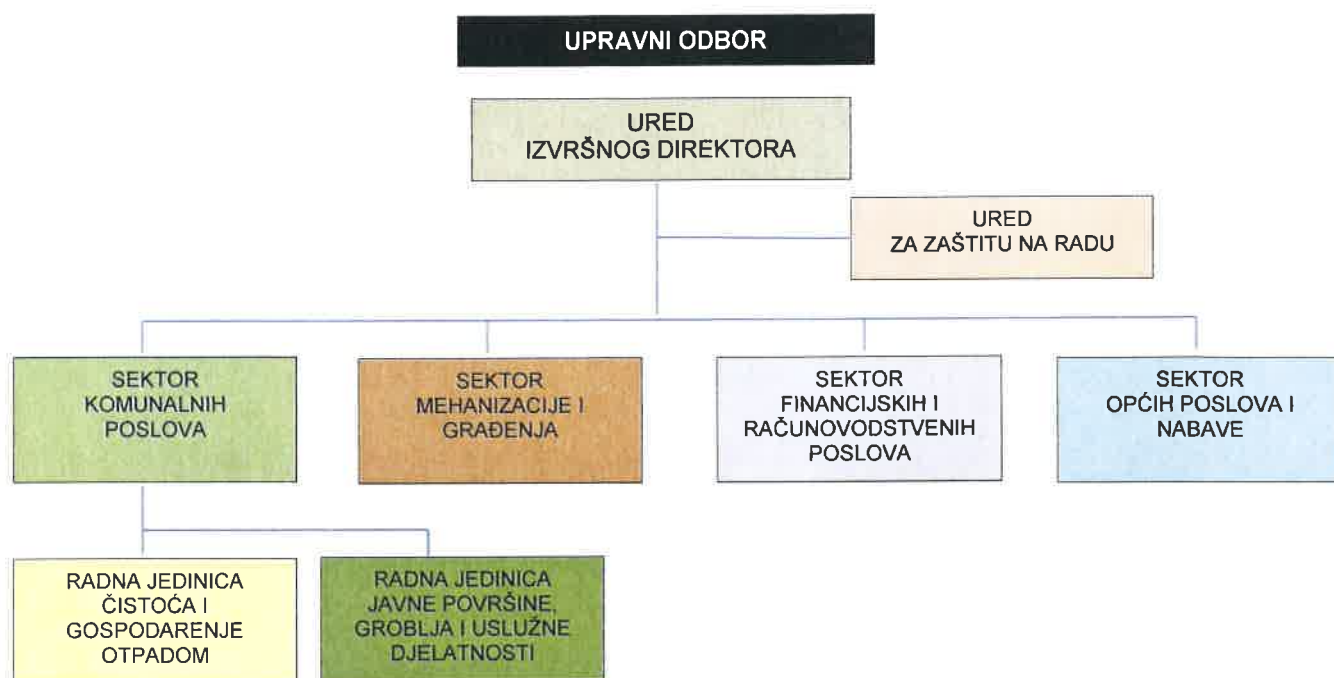 UPRAVNI ODBOR
URED
IZVRŠNOG DIREKTORA
URED
ZA ZAŠTITU NA RADU
SEKTOR
KOMUNALNIH
POSLOVA
SEKTOR
MEHANIZACIJE I
GRAĐENJA
SEKTOR
FINANCIJSKIH I
RAČUNOVODSTVENIH
POSLOVA
SEKTOR
OPĆIH POSLOVA I
NABAVE
RADNA JEDINICA
ČISTOĆA I
GOSPODARENJE
OTPADOM
RADNA JEDINICA
JAVNE POVRŠINE,
GROBLJA I USLUŽNE
DJELATNOSTI